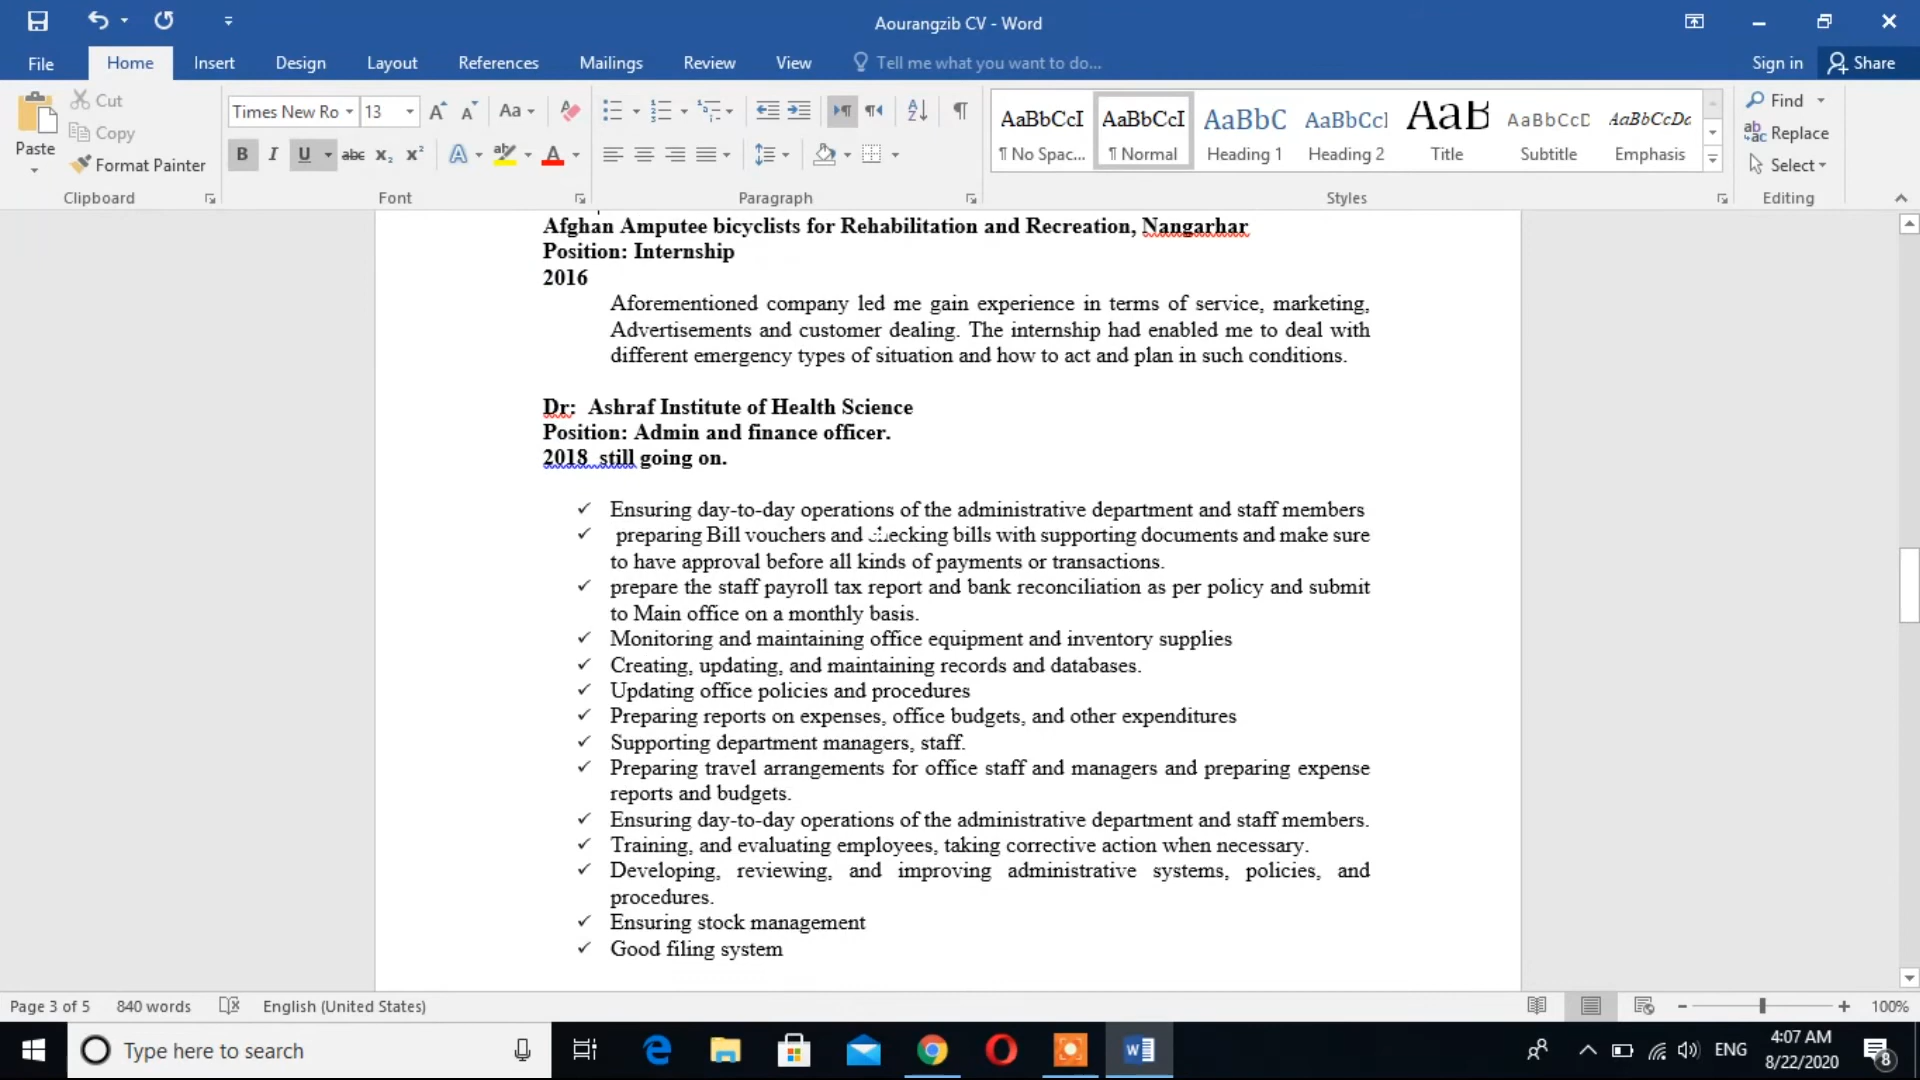 Aourangzib CV - Word
File Home Insert Design Layout References Mailings Review View Tell me what you want to do... Sign in Share
Paste
Cut
Copy
Format Painter
Clipboard
Times New Ro 13
Font
Paragraph
AaBbCcI AaBbCcI AaBbC AaBbCcI AaB AaBbCcD AaBbCcDc
¶ No Spac... ¶ Normal Heading 1 Heading 2 Title Subtitle Emphasis
Styles
Find
Replace
Select
Editing
Afghan Amputee bicyclists for Rehabilitation and Recreation, Nangarhar
Position: Internship
2016
Aforementioned company led me gain experience in terms of service, marketing,
Advertisements and customer dealing. The internship had enabled me to deal with
different emergency types of situation and how to act and plan in such conditions.
Dr: Ashraf Institute of Health Science
Position: Admin and finance officer.
2018 still going on.
✓ Ensuring day-to-day operations of the administrative department and staff members
✓ preparing Bill vouchers and checking bills with supporting documents and make sure
to have approval before all kinds of payments or transactions.
✓ prepare the staff payroll tax report and bank reconciliation as per policy and submit
to Main office on a monthly basis.
✓ Monitoring and maintaining office equipment and inventory supplies
✓ Creating, updating, and maintaining records and databases.
✓ Updating office policies and procedures
✓ Preparing reports on expenses, office budgets, and other expenditures
✓ Supporting department managers, staff.
✓ Preparing travel arrangements for office staff and managers and preparing expense
reports and budgets.
✓ Ensuring day-to-day operations of the administrative department and staff members.
✓ Training, and evaluating employees, taking corrective action when necessary.
✓ Developing, reviewing, and improving administrative systems, policies, and
procedures.
✓ Ensuring stock management
✓ Good filing system
Page 3 of 5 840 words English (United States) 100%
Type here to search
ENG
4:07 AM
8/22/2020
8